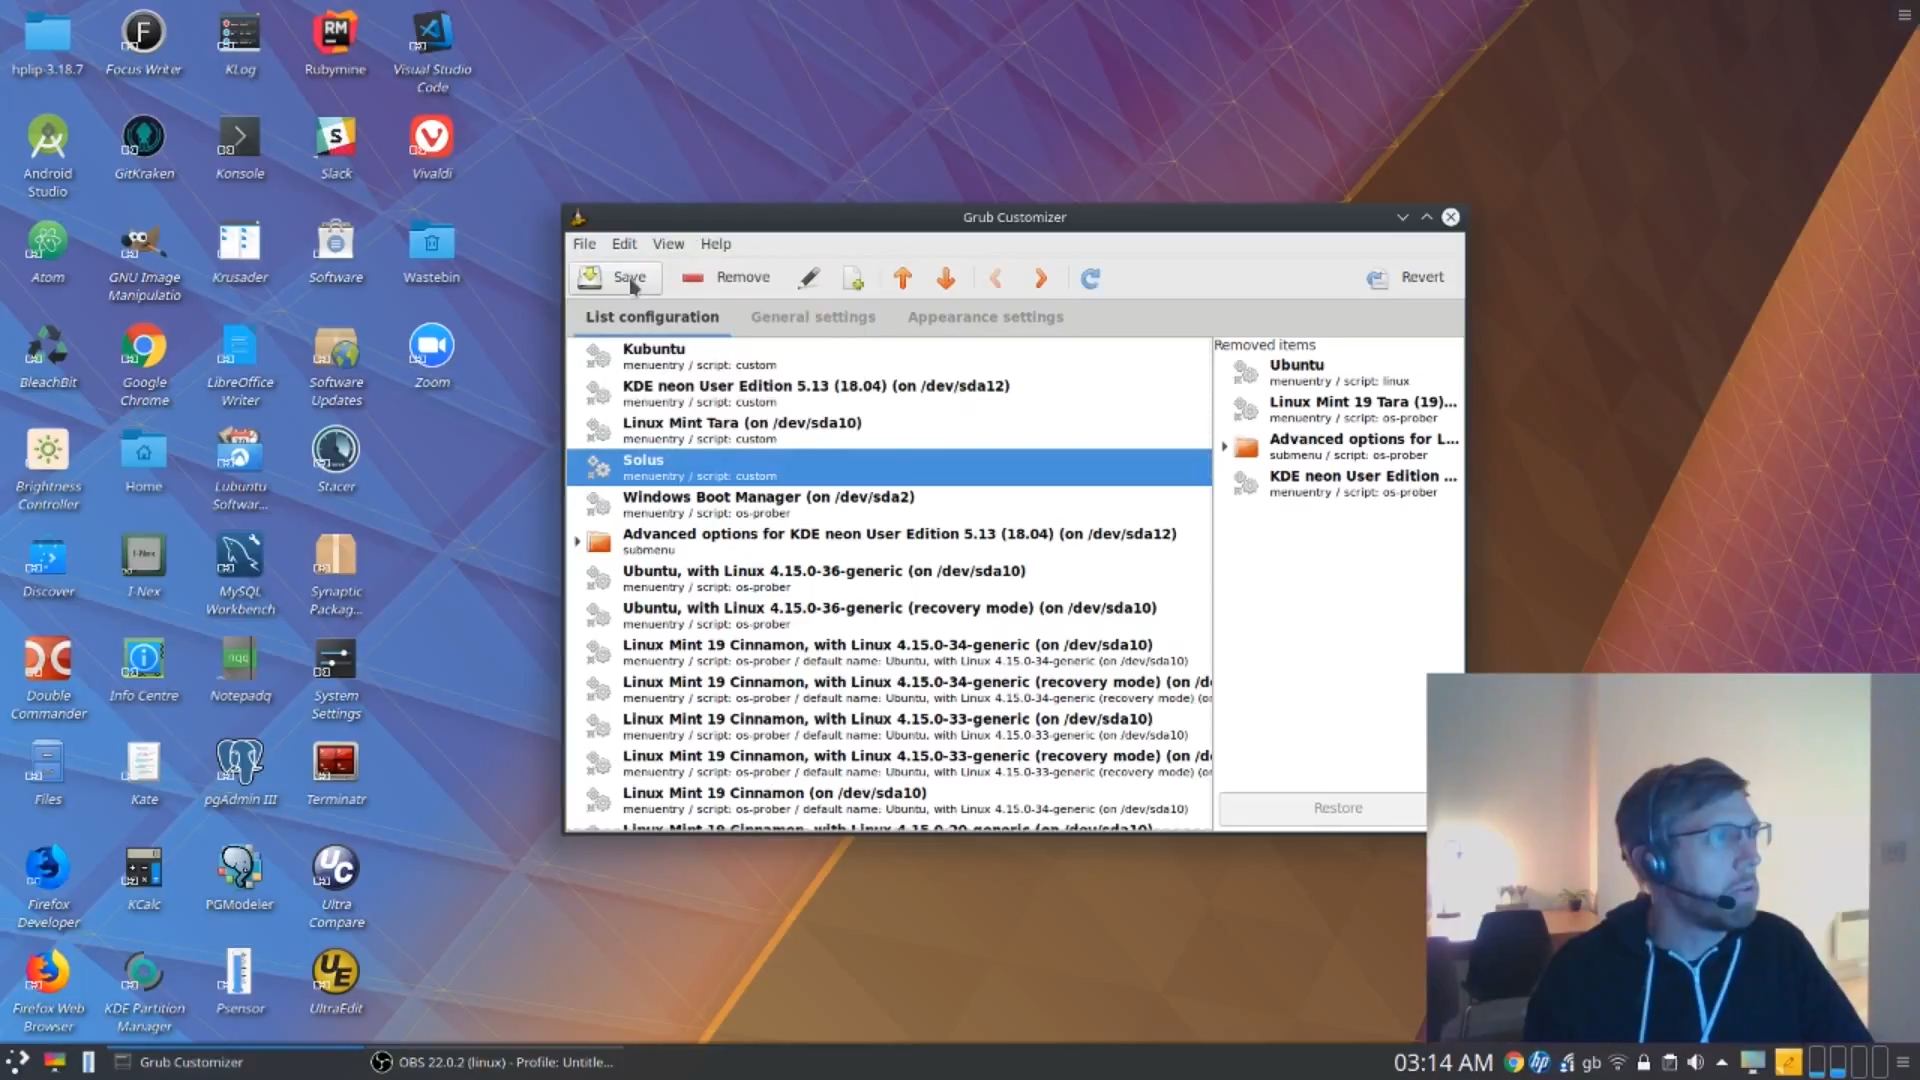 hplip-3.18.7
Focus Writer
KLog
Rubymine
Visual Studio
Code
Android
Studio
GitKraken
Konsole
Slack
Vivaldi
Atom
GNU Image
Manipulatio
Krusader
Software
Wastebin
BleachBit
Google
Chrome
LibreOffice
Writer
Software
Updates
Zoom
Brightness
Controller
Home
Lubuntu
Softwar...
Stacer
Discover
I-Nex
MySQL
Workbench
Synaptic
Packag...
Double
Commander
Info Centre
Notepadq
System
Settings
Files
Kate
pgAdmin III
Terminatr
Firefox
Developer
KCalc
PGModeler
Ultra
Compare
Firefox Web
Browser
KDE Partition
Manager
Psensor
UltraEdit
Grub Customizer
File Edit View Help
Save Remove Revert
List configuration General settings Appearance settings
Kubuntu
menuentry / script: custom
KDE neon User Edition 5.13 (18.04) (on /dev/sda12)
menuentry / script: custom
Linux Mint Tara (on /dev/sda10)
menuentry / script: custom
Solus
menuentry / script: custom
Windows Boot Manager (on /dev/sda2)
menuentry / script: os-prober
Advanced options for KDE neon User Edition 5.13 (18.04) (on /dev/sda12)
submenu
Ubuntu, with Linux 4.15.0-36-generic (on /dev/sda10)
menuentry / script: os-prober
Ubuntu, with Linux 4.15.0-36-generic (recovery mode) (on /dev/sda10)
menuentry / script: os-prober
Linux Mint 19 Cinnamon, with Linux 4.15.0-34-generic (on /dev/sda10)
menuentry / script: os-prober / default name: Ubuntu, with Linux 4.15.0-34-generic (on /dev/sda10)
Linux Mint 19 Cinnamon, with Linux 4.15.0-34-generic (recovery mode) (on /d
menuentry / script: os-prober / default name: Ubuntu, with Linux 4.15.0-34-generic (recovery mode) (o
Linux Mint 19 Cinnamon, with Linux 4.15.0-33-generic (on /dev/sda10)
menuentry / script: os-prober / default name: Ubuntu, with Linux 4.15.0-33-generic (on /dev/sda10)
Linux Mint 19 Cinnamon, with Linux 4.15.0-33-generic (recovery mode) (on /d
menuentry / script: os-prober / default name: Ubuntu, with Linux 4.15.0-33-generic (recovery mode) (o
Linux Mint 19 Cinnamon (on /dev/sda10)
menuentry / script: os-prober / default name: Ubuntu, with Linux 4.15.0-34-generic (on /dev/sda10)
Removed items
Ubuntu
menuentry / script: linux
Linux Mint 19 Tara (19)...
menuentry / script: os-prober
Advanced options for L...
submenu / script: os-prober
KDE neon User Edition ...
menuentry / script: os-prober
Restore
Grub Customizer
OBS 22.0.2 (linux) - Profile: Untitle...
03:14 AM
gb